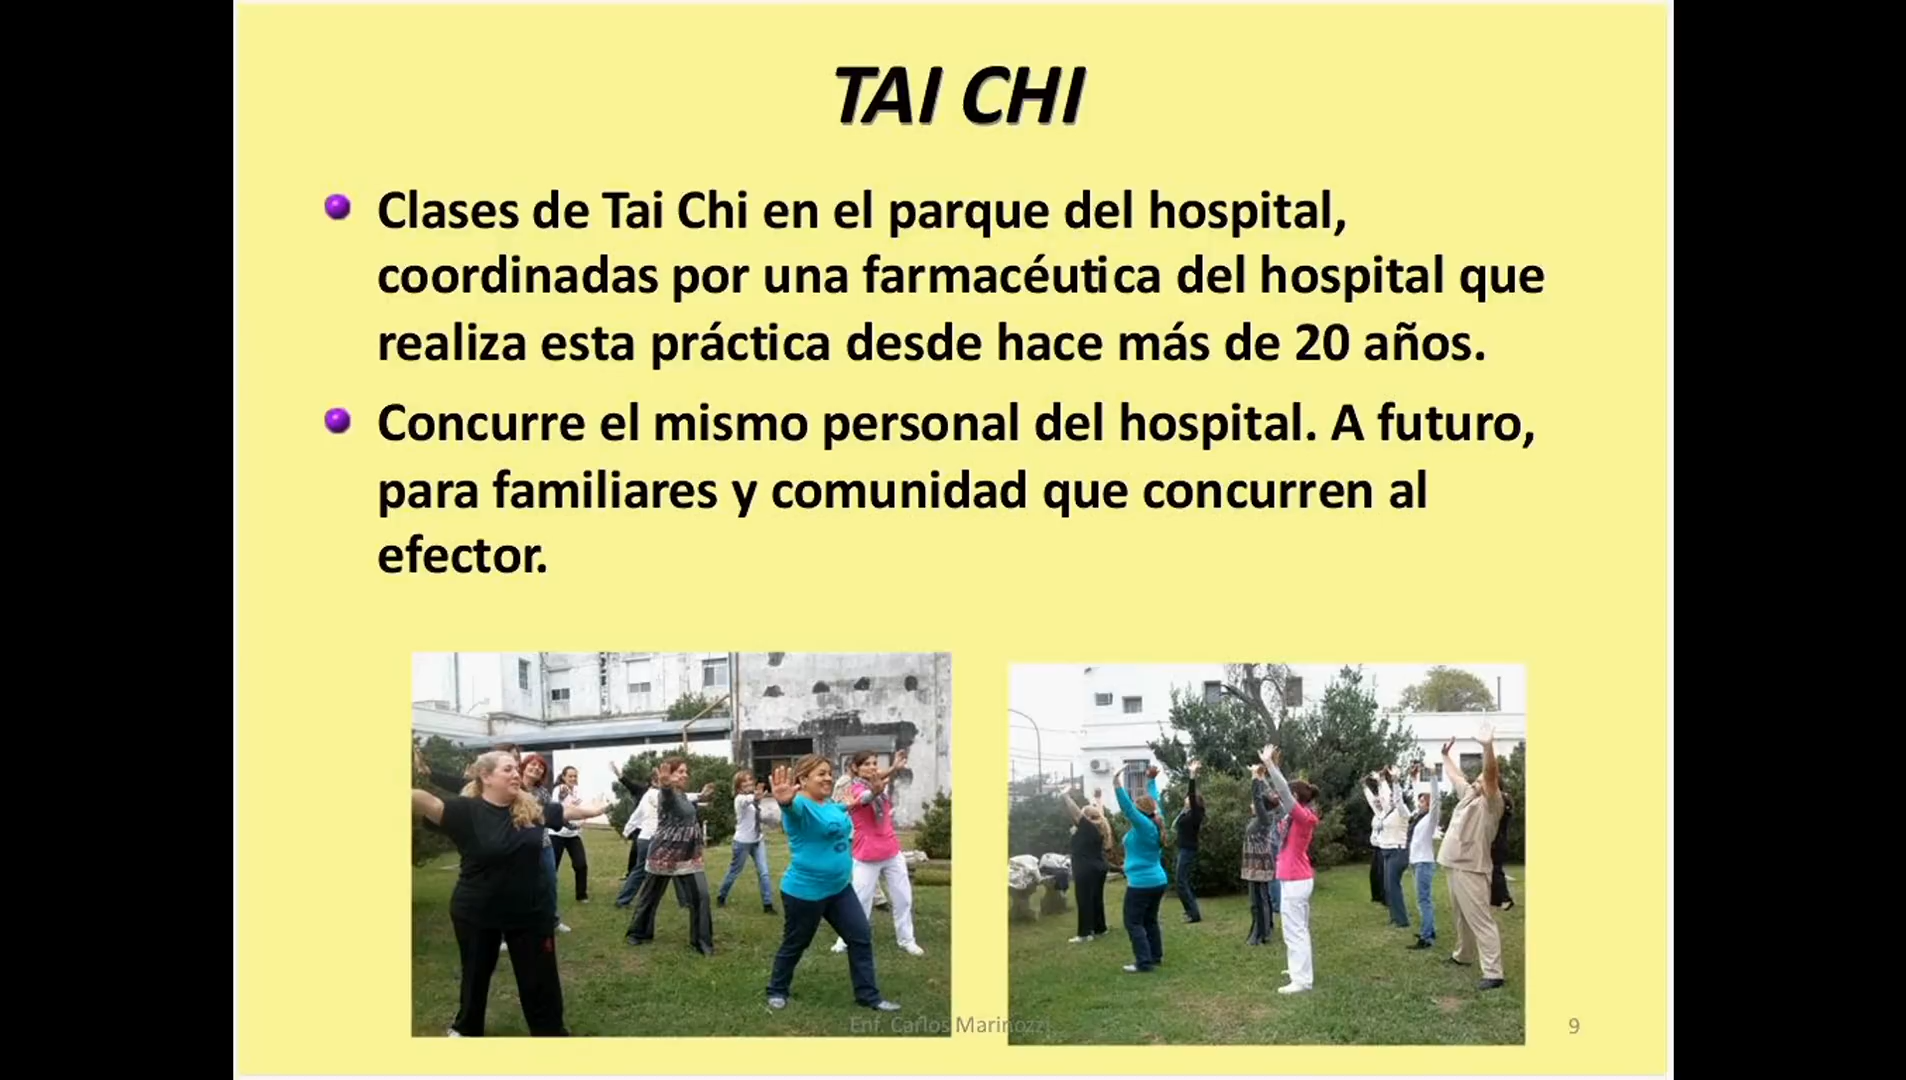 TAI CHI
Clases de Tai Chi en el parque del hospital,
coordinadas por una farmacéutica del hospital que
realiza esta práctica desde hace más de 20 años.
Concurre el mismo personal del hospital. A futuro,
para familiares y comunidad que concurren al
efector.
Enf. Carlos Marinozzi
9